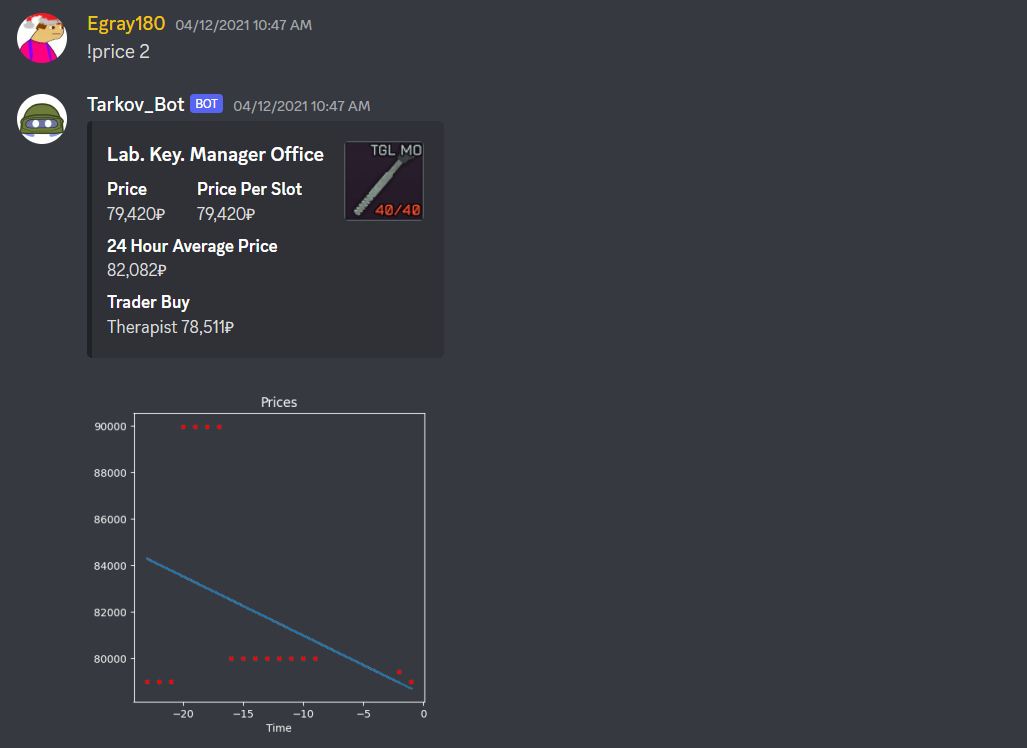 Egray180 04/12/2021 10:47 AM
!price 2
Tarkov_Bot BOT 04/12/2021 10:47 AM
Lab. Key. Manager Office
TGL MO
40/40
Price Price Per Slot
79,420₽ 79,420₽
24 Hour Average Price
82,082₽
Trader Buy
Therapist 78,511₽
Prices
90000
88000
86000
84000
82000
80000
−20 −15 −10 −5 0
Time